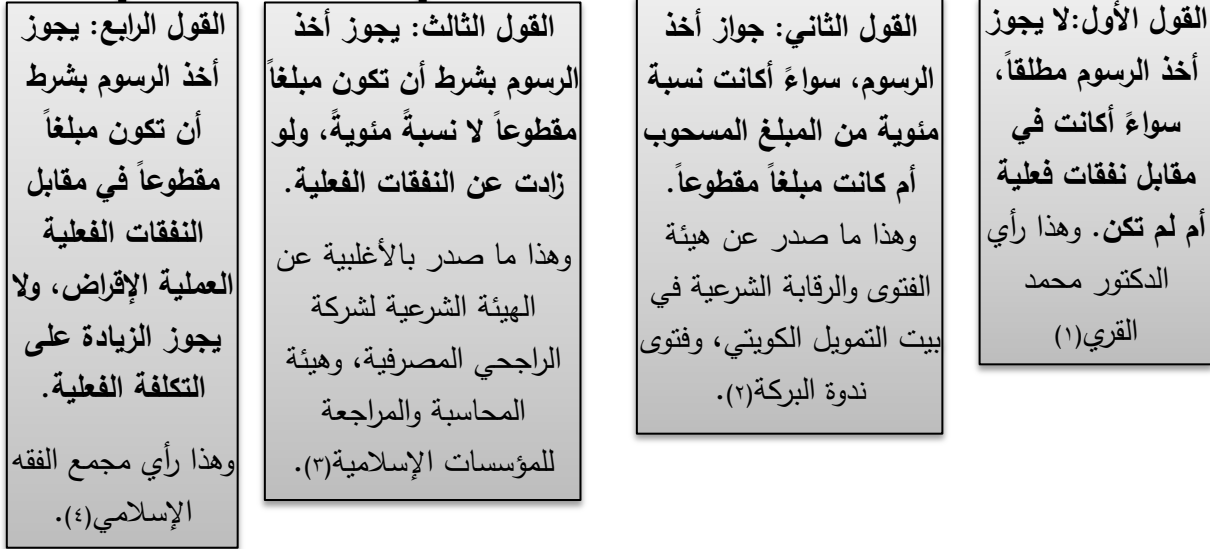 القول الأول:لا يجوز
أخذ الرسوم مطلقاً،
سواءً أكانت في
مقابل نفقات فعلية
أم لم تكن. وهذا رأي
الدكتور محمد
القري(١)
القول الثاني: جواز أخذ
الرسوم، سواءً أكانت نسبة
مئوية من المبلغ المسحوب
أم كانت مبلغاً مقطوعاً.
وهذا ما صدر عن هيئة
الفتوى والرقابة الشرعية في
بيت التمويل الكويتي، وفتوى
ندوة البركة(٢).
القول الثالث: يجوز أخذ
الرسوم بشرط أن تكون مبلغاً
مقطوعاً لا نسبةً مئويةً، ولو
زادت عن النفقات الفعلية.
وهذا ما صدر بالأغلبية عن
الهيئة الشرعية لشركة
الراجحي المصرفية، وهيئة
المحاسبة والمراجعة
للمؤسسات الإسلامية(٣).
القول الرابع: يجوز
أخذ الرسوم بشرط
أن تكون مبلغاً
مقطوعاً في مقابل
النفقات الفعلية
العملية الإقراض، ولا
يجوز الزيادة على
التكلفة الفعلية.
وهذا رأي مجمع الفقه
الإسلامي(٤).